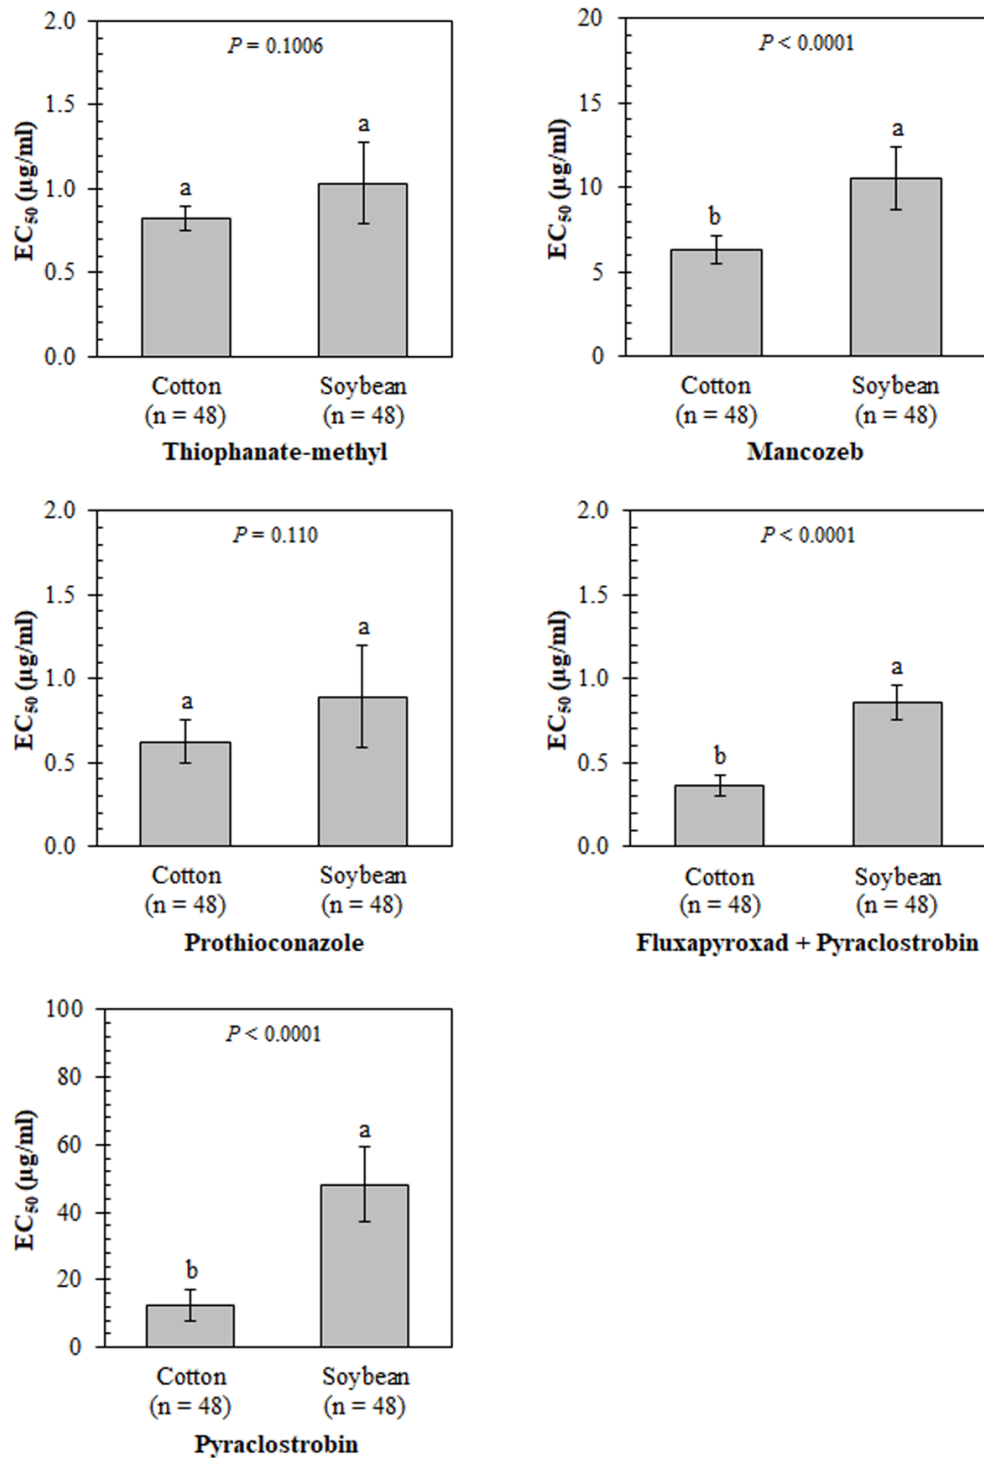 2.0
P = 0.1006
1.5
a
a
1.0
0.5
0.0
EC50 (µg/ml)
Cotton
(n = 48)
Soybean
(n = 48)
Thiophanate-methyl
20
P < 0.0001
15
a
b
10
5
0
EC50 (µg/ml)
Cotton
(n = 48)
Soybean
(n = 48)
Mancozeb
2.0
P = 0.110
1.5
a
a
1.0
0.5
0.0
EC50 (µg/ml)
Cotton
(n = 48)
Soybean
(n = 48)
Prothioconazole
2.0
P < 0.0001
1.5
a
b
1.0
0.5
0.0
EC50 (µg/ml)
Cotton
(n = 48)
Soybean
(n = 48)
Fluxapyroxad + Pyraclostrobin
100
P < 0.0001
80
a
60
40
b
20
0
EC50 (µg/ml)
Cotton
(n = 48)
Soybean
(n = 48)
Pyraclostrobin